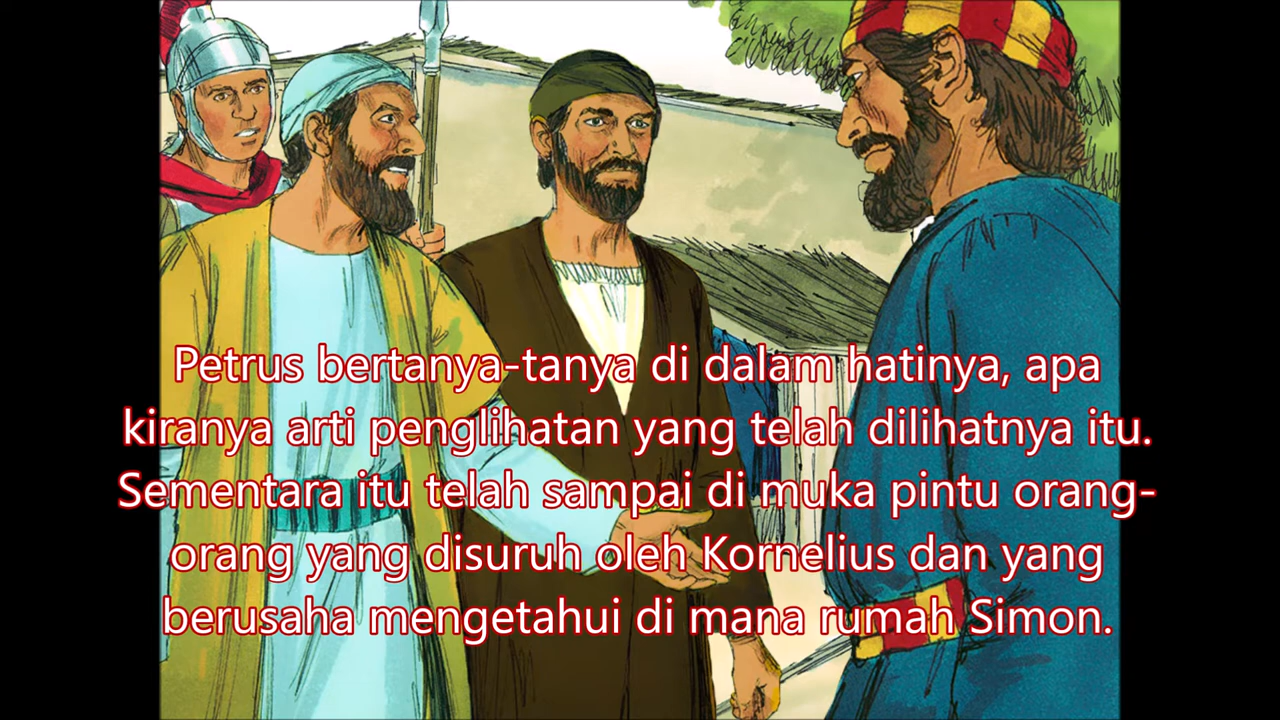 Petrus bertanya-tanya di dalam hatinya, apa
kiranya arti penglihatan yang telah dilihatnya itu.
Sementara itu telah sampai di muka pintu orang-
orang yang disuruh oleh Kornelius dan yang
berusaha mengetahui di mana rumah Simon.